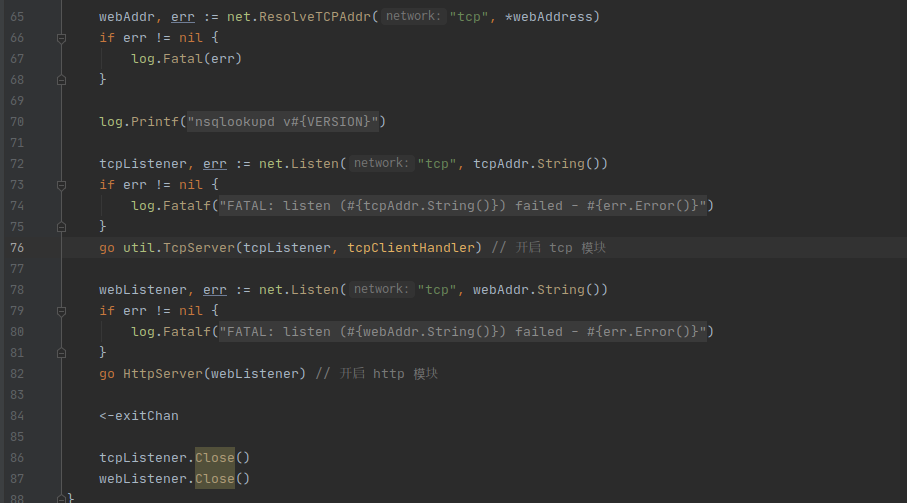 65 webAddr, err := net.ResolveTCPAddr( network: "tcp", *webAddress)
66 if err != nil {
67 log.Fatal(err)
68 }
69
70 log.Printf("nsqlookupd v#{VERSION}")
71
72 tcpListener, err := net.Listen( network: "tcp", tcpAddr.String())
73 if err != nil {
74 log.Fatalf("FATAL: listen (#{tcpAddr.String()}) failed - #{err.Error()}")
75 }
76 go util.TcpServer(tcpListener, tcpClientHandler) // 开启 tcp 模块
77
78 webListener, err := net.Listen( network: "tcp", webAddr.String())
79 if err != nil {
80 log.Fatalf("FATAL: listen (#{webAddr.String()}) failed - #{err.Error()}")
81 }
82 go HttpServer(webListener) // 开启 http 模块
83
84 <-exitChan
85
86 tcpListener.Close()
87 webListener.Close()
88 }